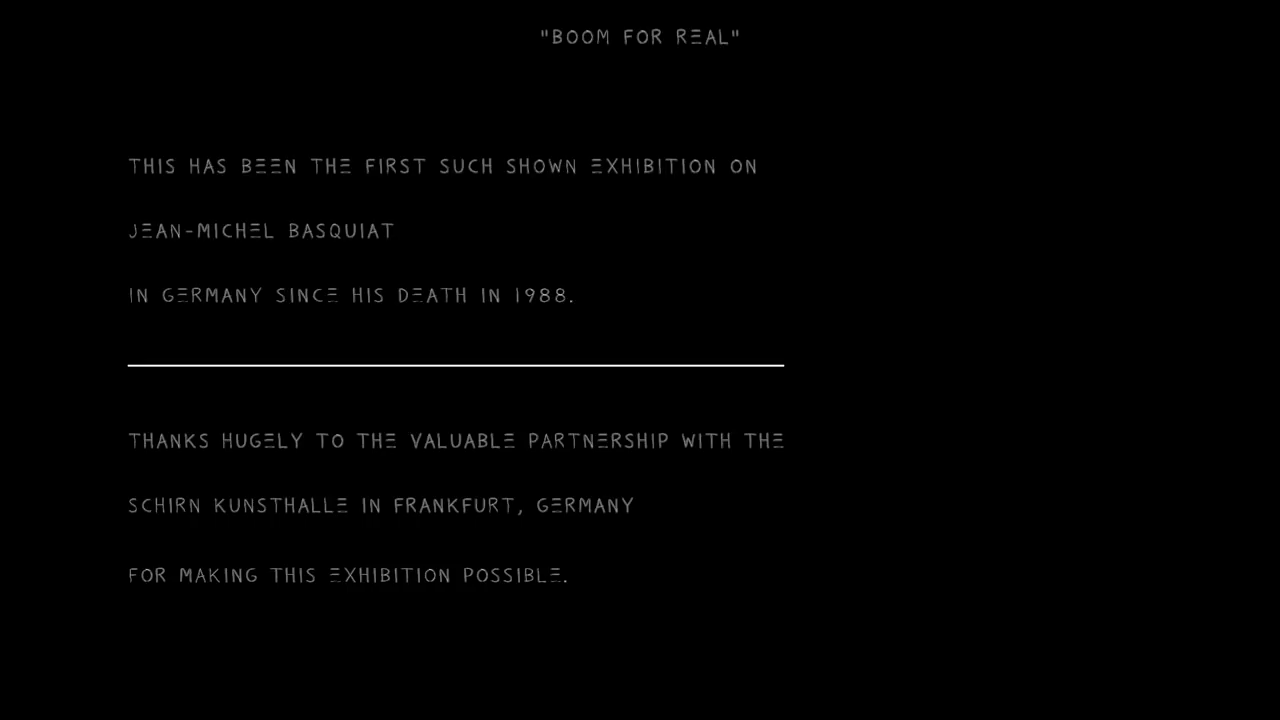 "BOOM FOR REAL"
THIS HAS BEEN THE FIRST SUCH SHOWN EXHIBITION ON
JEAN-MICHEL BASQUIAT
IN GERMANY SINCE HIS DEATH IN 1988.
THANKS HUGELY TO THE VALUABLE PARTNERSHIP WITH THE
SCHIRN KUNSTHALLE IN FRANKFURT, GERMANY
FOR MAKING THIS EXHIBITION POSSIBLE.